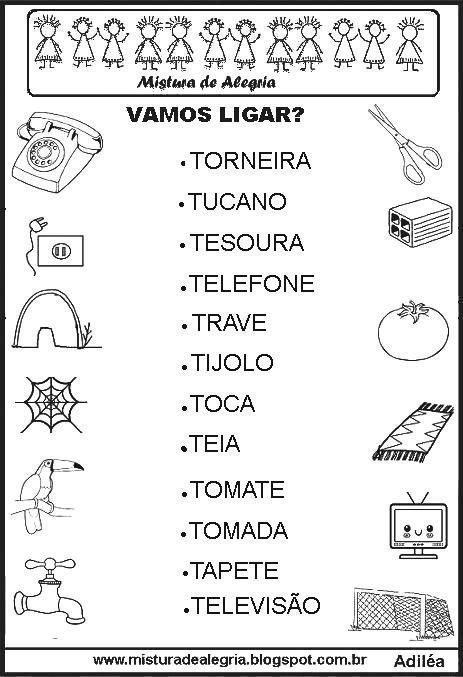 Mistura de Alegria
VAMOS LIGAR?
•TORNEIRA
•TUCANO
•TESOURA
•TELEFONE
•TRAVE
•TIJOLO
•TOCA
•TEIA
•TOMATE
•TOMADA
•TAPETE
•TELEVISÃO
www.misturadealegria.blogspot.com.br
Adiléa